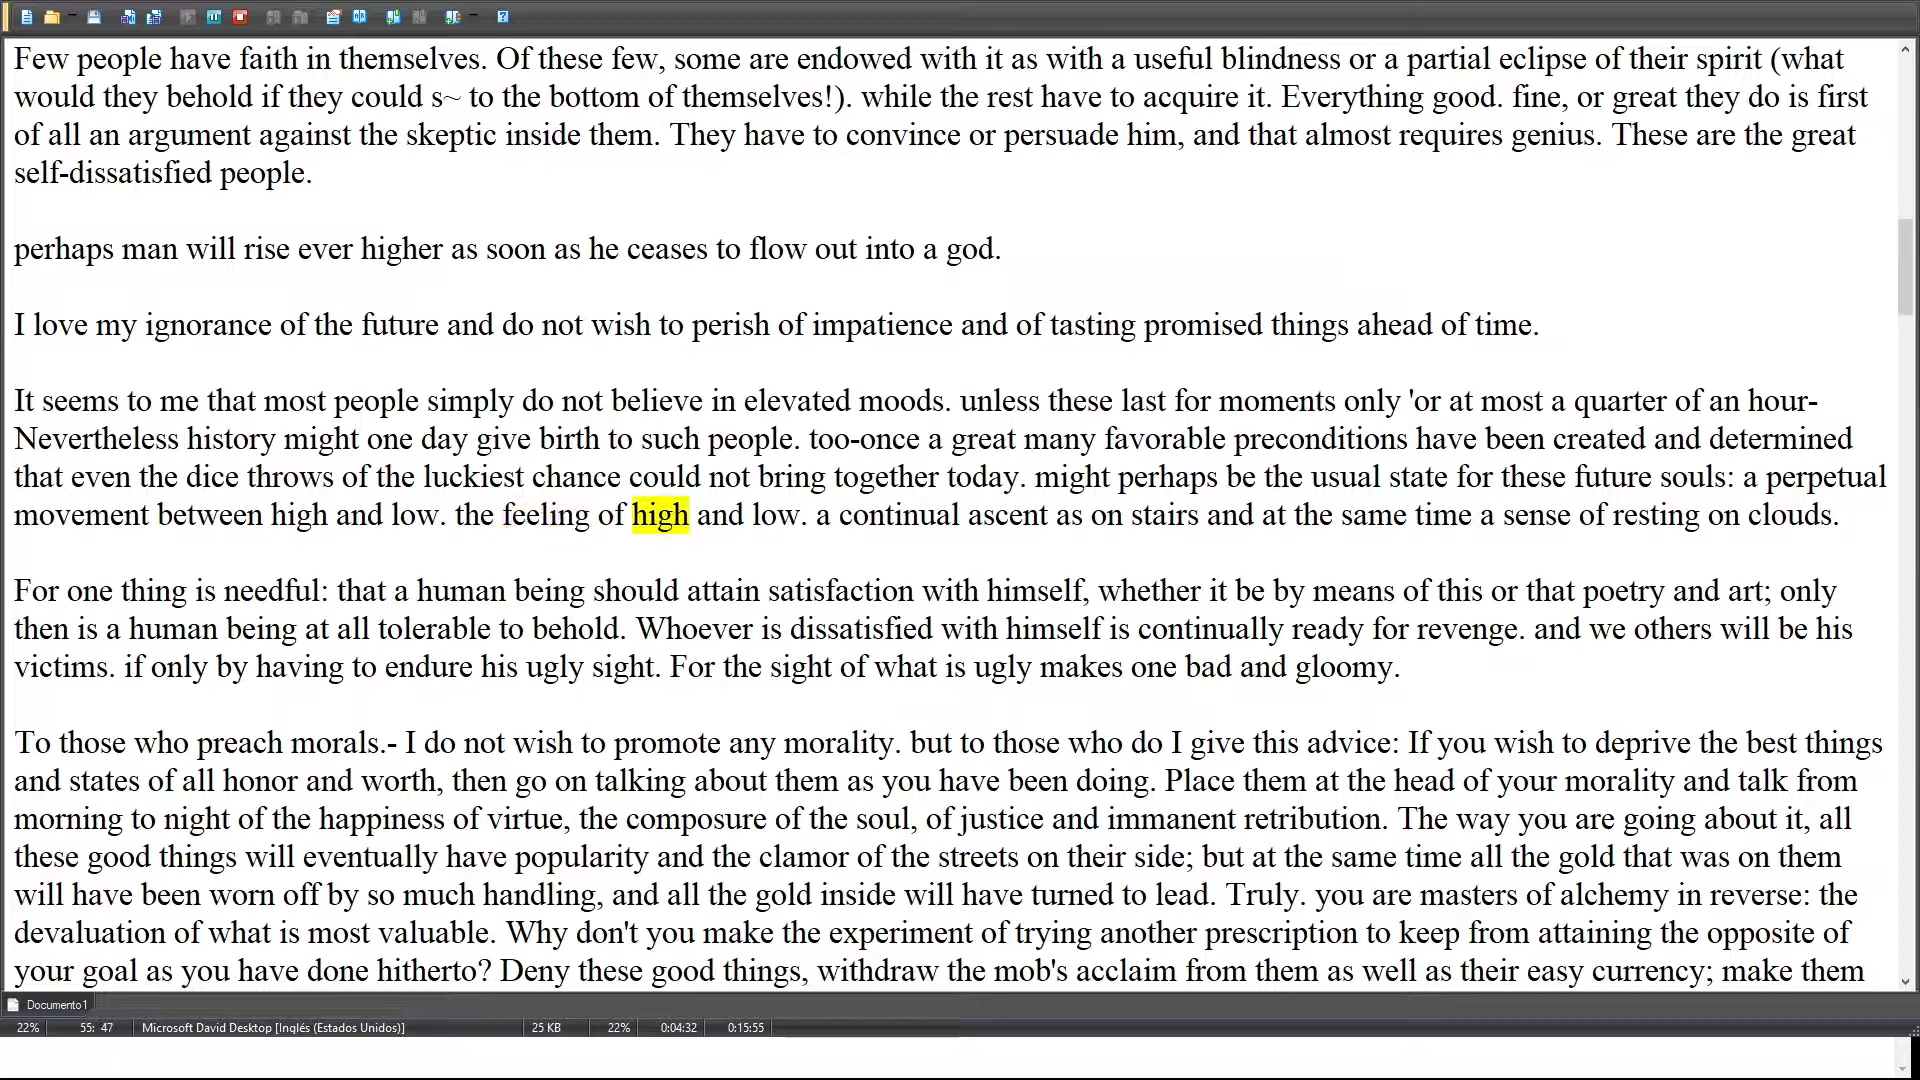 Few people have faith in themselves. Of these few, some are endowed with it as with a useful blindness or a partial eclipse of their spirit (what
would they behold if they could s~ to the bottom of themselves!). while the rest have to acquire it. Everything good. fine, or great they do is first
of all an argument against the skeptic inside them. They have to convince or persuade him, and that almost requires genius. These are the great
self-dissatisfied people.
perhaps man will rise ever higher as soon as he ceases to flow out into a god.
I love my ignorance of the future and do not wish to perish of impatience and of tasting promised things ahead of time.
It seems to me that most people simply do not believe in elevated moods. unless these last for moments only 'or at most a quarter of an hour-
Nevertheless history might one day give birth to such people. too-once a great many favorable preconditions have been created and determined
that even the dice throws of the luckiest chance could not bring together today. might perhaps be the usual state for these future souls: a perpetual
movement between high and low. the feeling of high and low. a continual ascent as on stairs and at the same time a sense of resting on clouds.
For one thing is needful: that a human being should attain satisfaction with himself, whether it be by means of this or that poetry and art; only
then is a human being at all tolerable to behold. Whoever is dissatisfied with himself is continually ready for revenge. and we others will be his
victims. if only by having to endure his ugly sight. For the sight of what is ugly makes one bad and gloomy.
To those who preach morals.- I do not wish to promote any morality. but to those who do I give this advice: If you wish to deprive the best things
and states of all honor and worth, then go on talking about them as you have been doing. Place them at the head of your morality and talk from
morning to night of the happiness of virtue, the composure of the soul, of justice and immanent retribution. The way you are going about it, all
these good things will eventually have popularity and the clamor of the streets on their side; but at the same time all the gold that was on them
will have been worn off by so much handling, and all the gold inside will have turned to lead. Truly. you are masters of alchemy in reverse: the
devaluation of what is most valuable. Why don't you make the experiment of trying another prescription to keep from attaining the opposite of
your goal as you have done hitherto? Deny these good things, withdraw the mob's acclaim from them as well as their easy currency; make them
Documento1
22% 55: 47 Microsoft David Desktop [Inglés (Estados Unidos)] 25 KB 22% 0:04:32 0:15:55